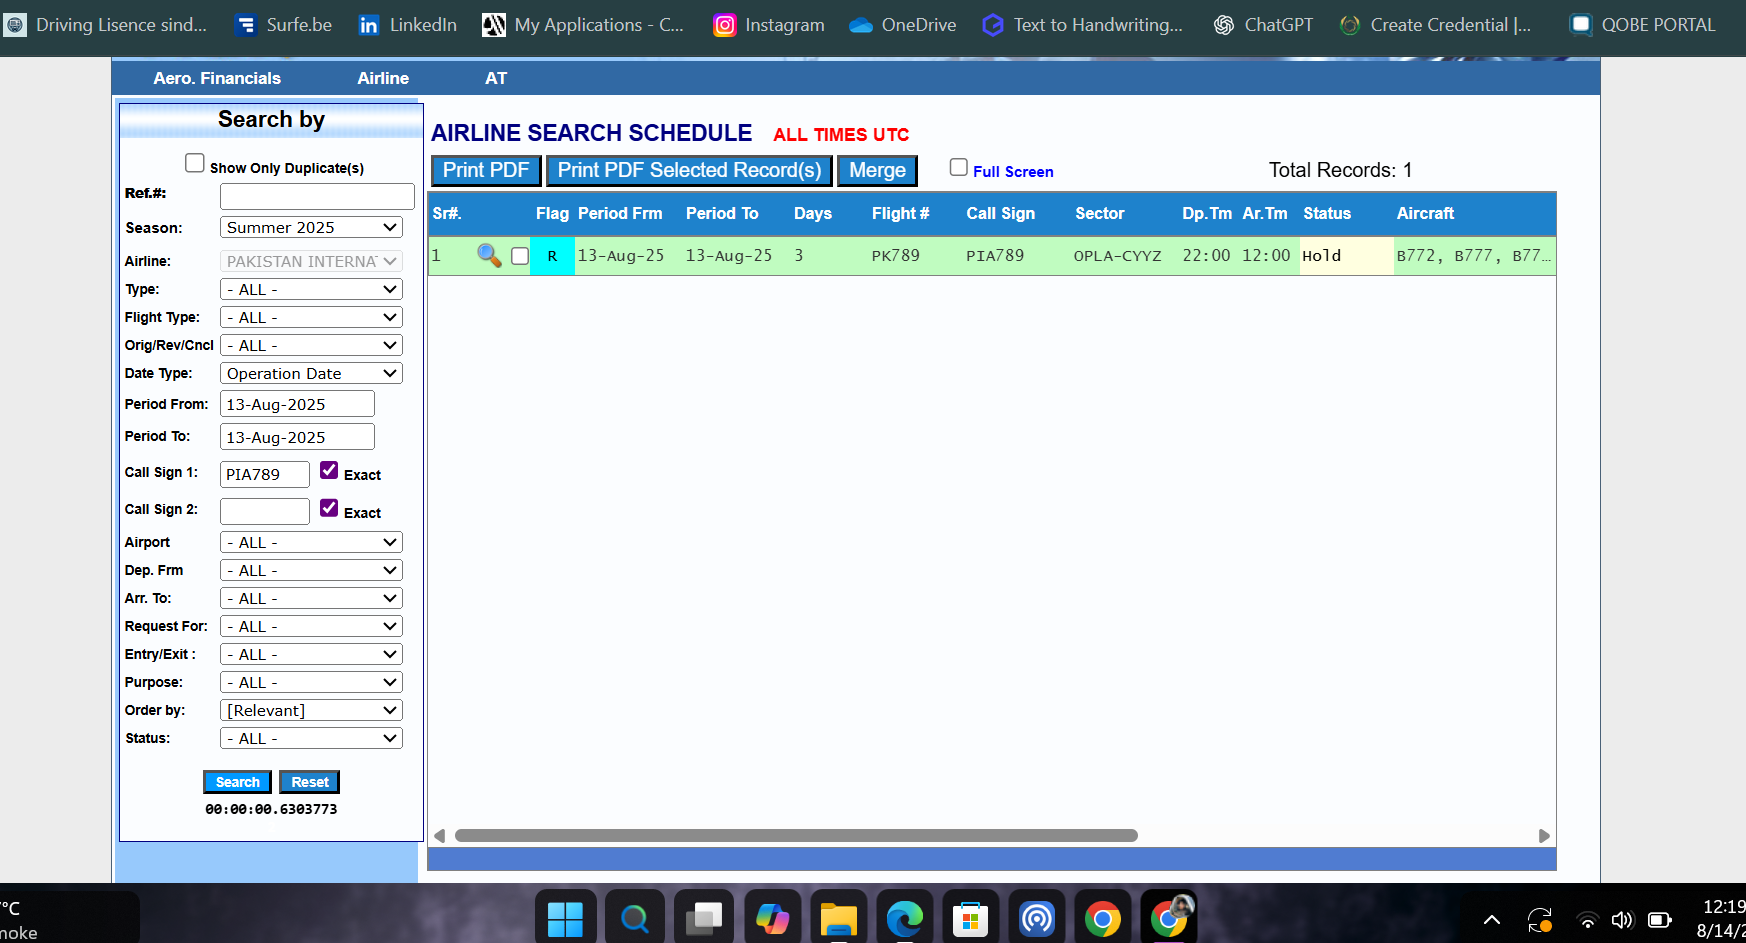 Driving Lisence sind... Surfe.be LinkedIn My Applications - C... Instagram OneDrive Text to Handwriting... ChatGPT Create Credential |... QOBE PORTAL
Aero. Financials Airline AT
Search by
Show Only Duplicate(s)
Ref.#:
Season: Summer 2025
Airline: PAKISTAN INTERNAT
Type: - ALL -
Flight Type: - ALL -
Orig/Rev/Cncl - ALL -
Date Type: Operation Date
Period From: 13-Aug-2025
Period To: 13-Aug-2025
Call Sign 1: PIA789 Exact
Call Sign 2: Exact
Airport - ALL -
Dep. Frm - ALL -
Arr. To: - ALL -
Request For: - ALL -
Entry/Exit : - ALL -
Purpose: - ALL -
Order by: [Relevant]
Status: - ALL -
Search Reset
00:00:00.6303773
AIRLINE SEARCH SCHEDULE ALL TIMES UTC
Print PDF Print PDF Selected Record(s) Merge Full Screen Total Records: 1
Sr#. Flag Period Frm Period To Days Flight # Call Sign Sector Dp.Tm Ar.Tm Status Aircraft
1 R 13-Aug-25 13-Aug-25 3 PK789 PIA789 OPLA-CYYZ 22:00 12:00 Hold B772, B777, B77...
°C
12:19
8/14/2